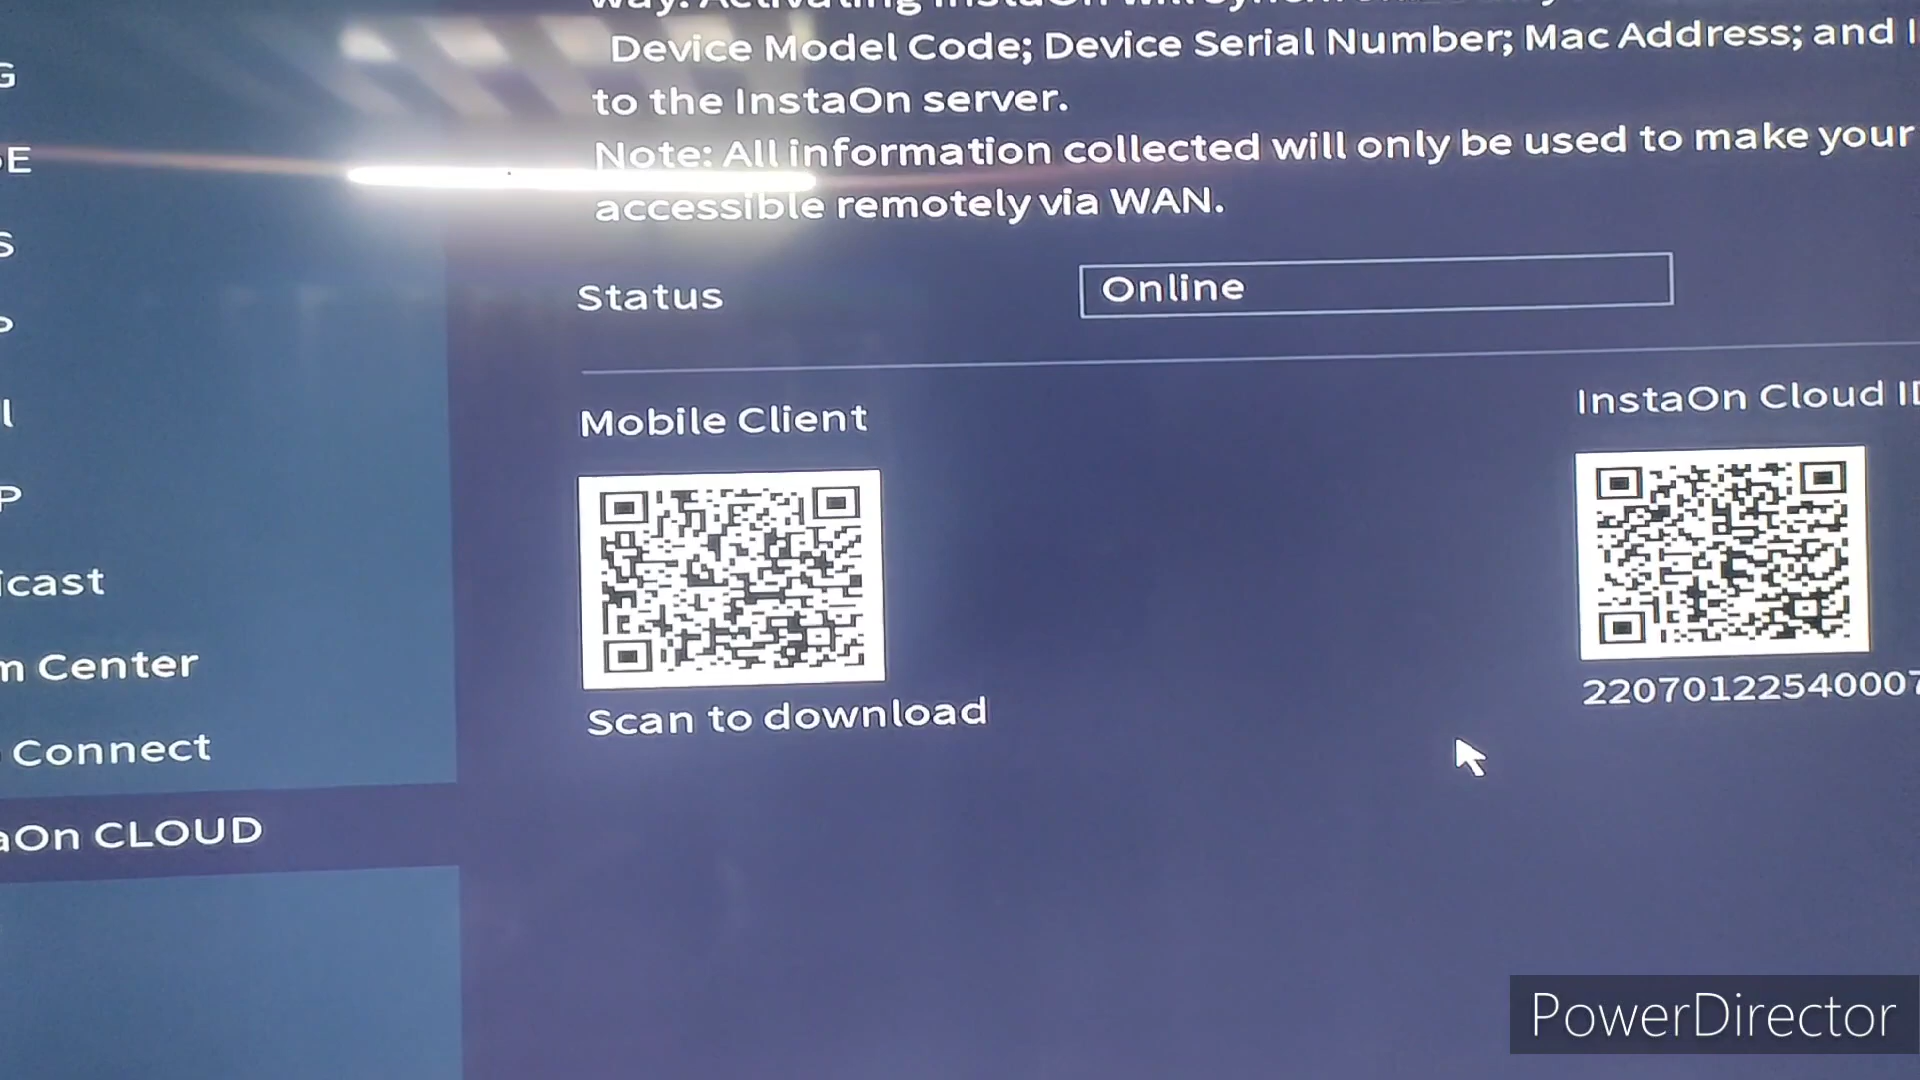 Device Model Code; Device Serial Number; Mac Address; and
to the InstaOn server.
Note: All information collected will only be used to make your
accessible remotely via WAN.
Status
Online
Mobile Client
InstaOn Cloud
Scan to download
22070122540007
icast
Center
Connect
aOn CLOUD
PowerDirector